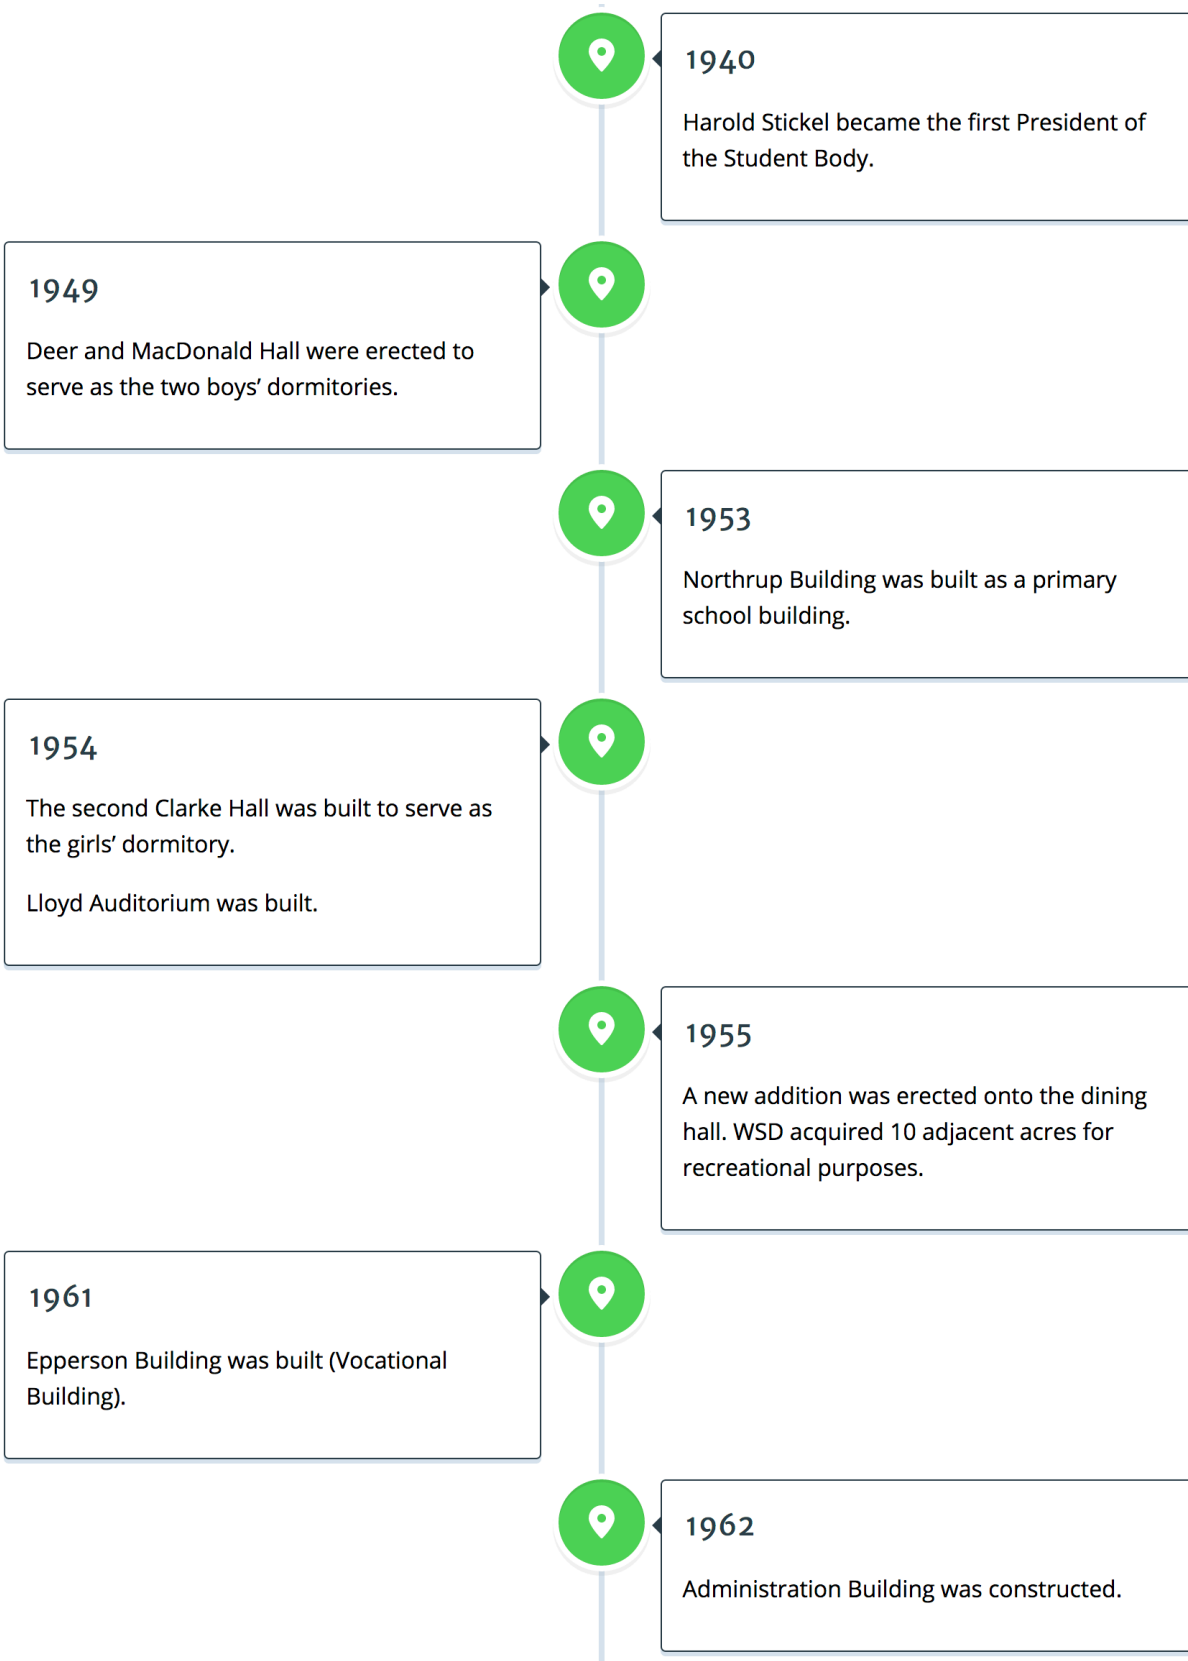 1940
Harold Stickel became the first President of
the Student Body.
1949
Deer and MacDonald Hall were erected to
serve as the two boys’ dormitories.
1953
Northrup Building was built as a primary
school building.
1954
The second Clarke Hall was built to serve as
the girls’ dormitory.
Lloyd Auditorium was built.
1955
A new addition was erected onto the dining
hall. WSD acquired 10 adjacent acres for
recreational purposes.
1961
Epperson Building was built (Vocational
Building).
1962
Administration Building was constructed.